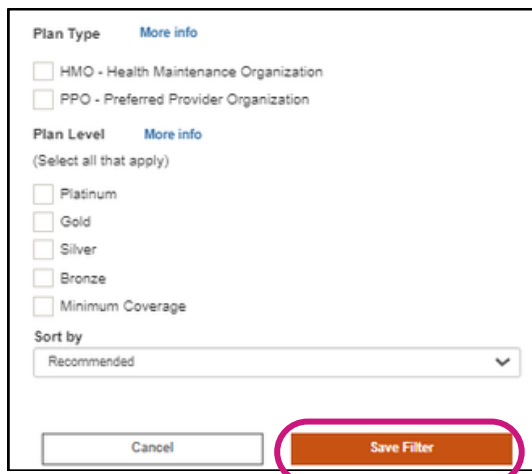 Plan Type More info
HMO - Health Maintenance Organization
PPO - Preferred Provider Organization
Plan Level More info
(Select all that apply)
Platinum
Gold
Silver
Bronze
Minimum Coverage
Sort by
Recommended
Cancel Save Filter